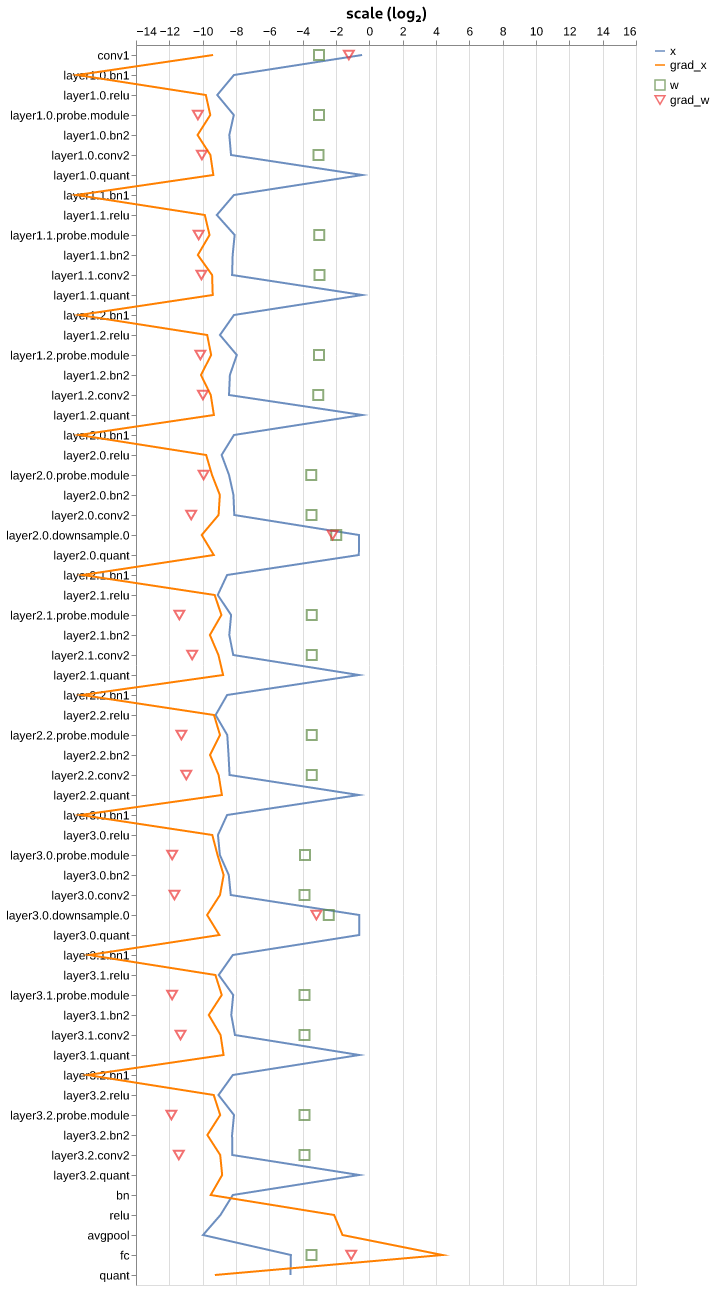 scale (log₂)
−14 −12 −10 −8 −6 −4 −2 0 2 4 6 8 10 12 14 16
conv1
layer1.0.bn1
layer1.0.relu
layer1.0.probe.module
layer1.0.bn2
layer1.0.conv2
layer1.0.quant
layer1.1.bn1
layer1.1.relu
layer1.1.probe.module
layer1.1.bn2
layer1.1.conv2
layer1.1.quant
layer1.2.bn1
layer1.2.relu
layer1.2.probe.module
layer1.2.bn2
layer1.2.conv2
layer1.2.quant
layer2.0.bn1
layer2.0.relu
layer2.0.probe.module
layer2.0.bn2
layer2.0.conv2
layer2.0.downsample.0
layer2.0.quant
layer2.1.bn1
layer2.1.relu
layer2.1.probe.module
layer2.1.bn2
layer2.1.conv2
layer2.1.quant
layer2.2.bn1
layer2.2.relu
layer2.2.probe.module
layer2.2.bn2
layer2.2.conv2
layer2.2.quant
layer3.0.bn1
layer3.0.relu
layer3.0.probe.module
layer3.0.bn2
layer3.0.conv2
layer3.0.downsample.0
layer3.0.quant
layer3.1.bn1
layer3.1.relu
layer3.1.probe.module
layer3.1.bn2
layer3.1.conv2
layer3.1.quant
layer3.2.bn1
layer3.2.relu
layer3.2.probe.module
layer3.2.bn2
layer3.2.conv2
layer3.2.quant
bn
relu
avgpool
fc
quant
x
grad_x
w
grad_w